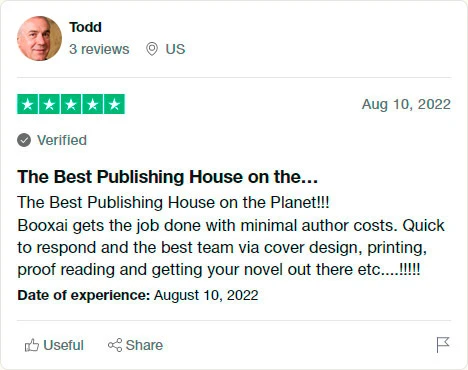 Todd
3 reviews US
Aug 10, 2022
Verified
The Best Publishing House on the…
The Best Publishing House on the Planet!!!
Booxai gets the job done with minimal author costs. Quick
to respond and the best team via cover design, printing,
proof reading and getting your novel out there etc....!!!!!
Date of experience: August 10, 2022
Useful Share